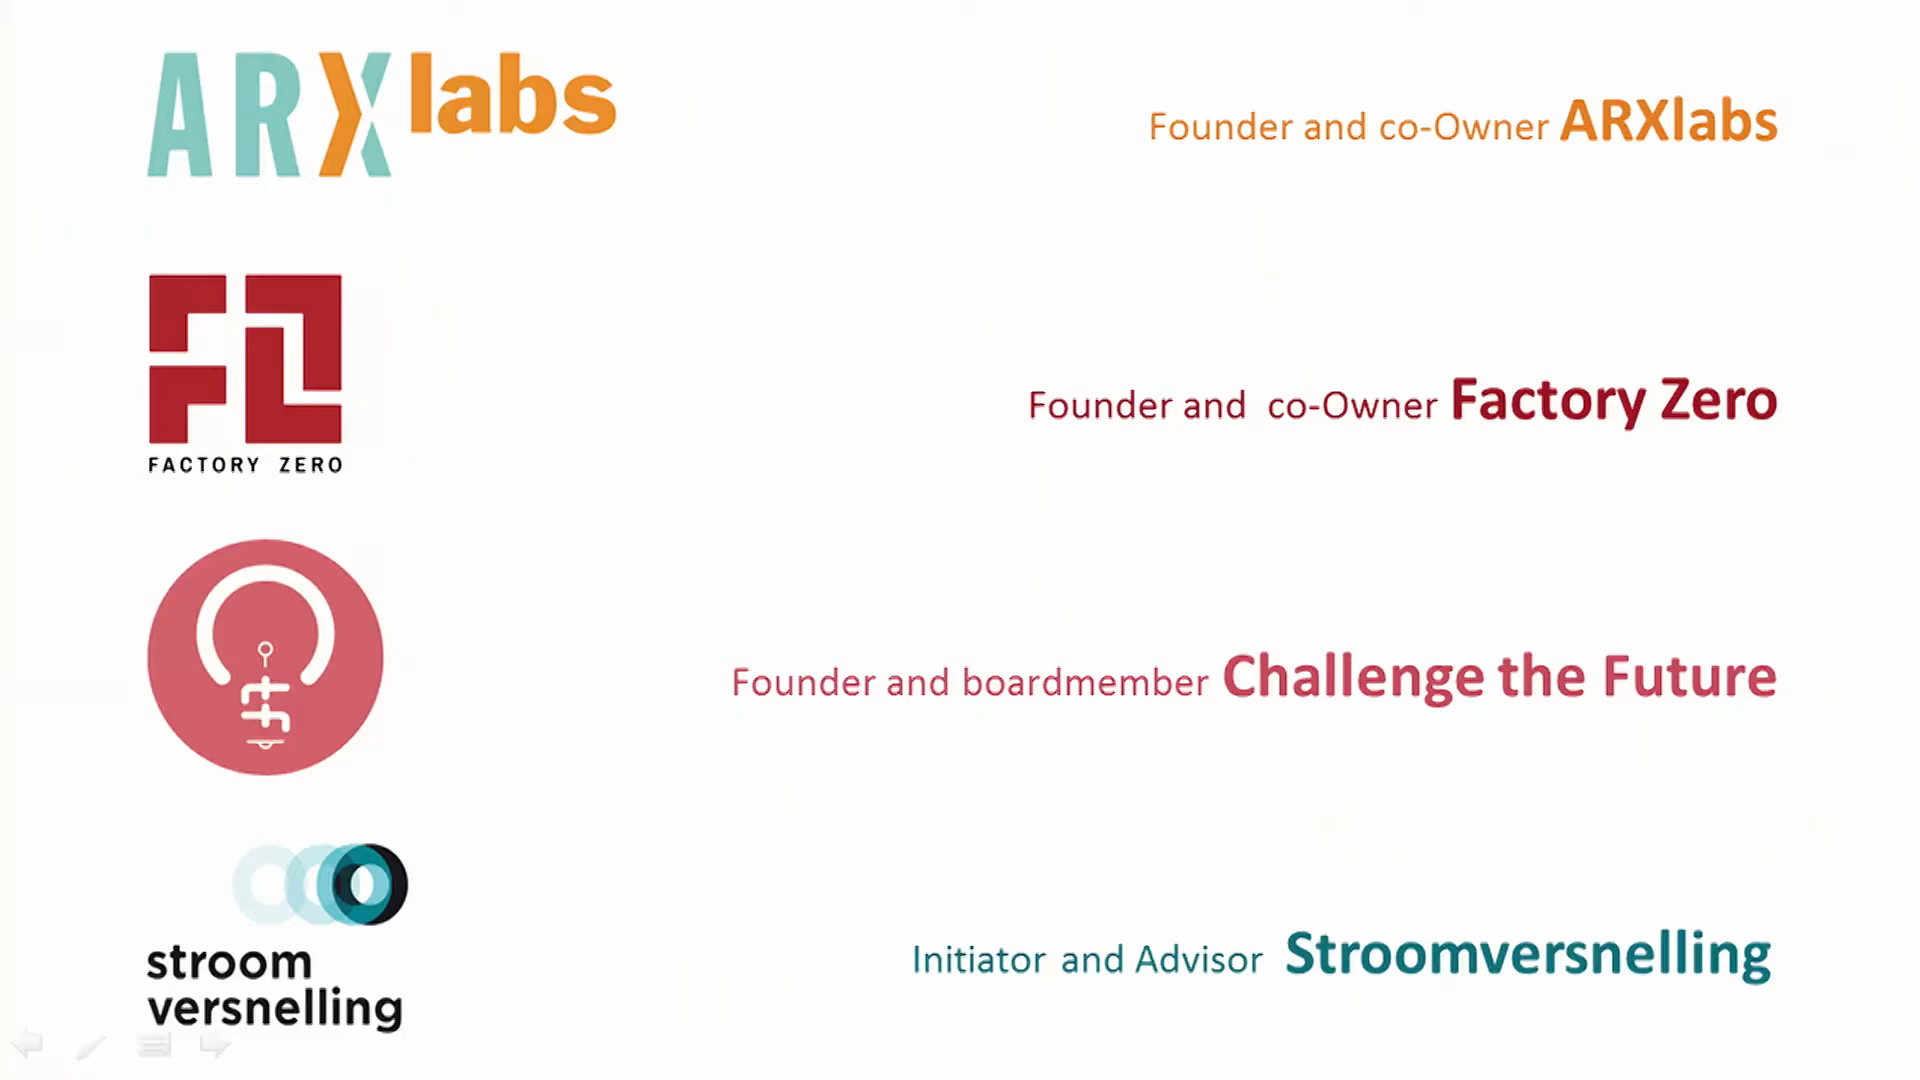 ARXlabs
Founder and co-Owner ARXlabs
FACTORY ZERO
Founder and co-Owner Factory Zero
Founder and boardmember Challenge the Future
stroom
versnelling
Initiator and Advisor Stroomversnelling